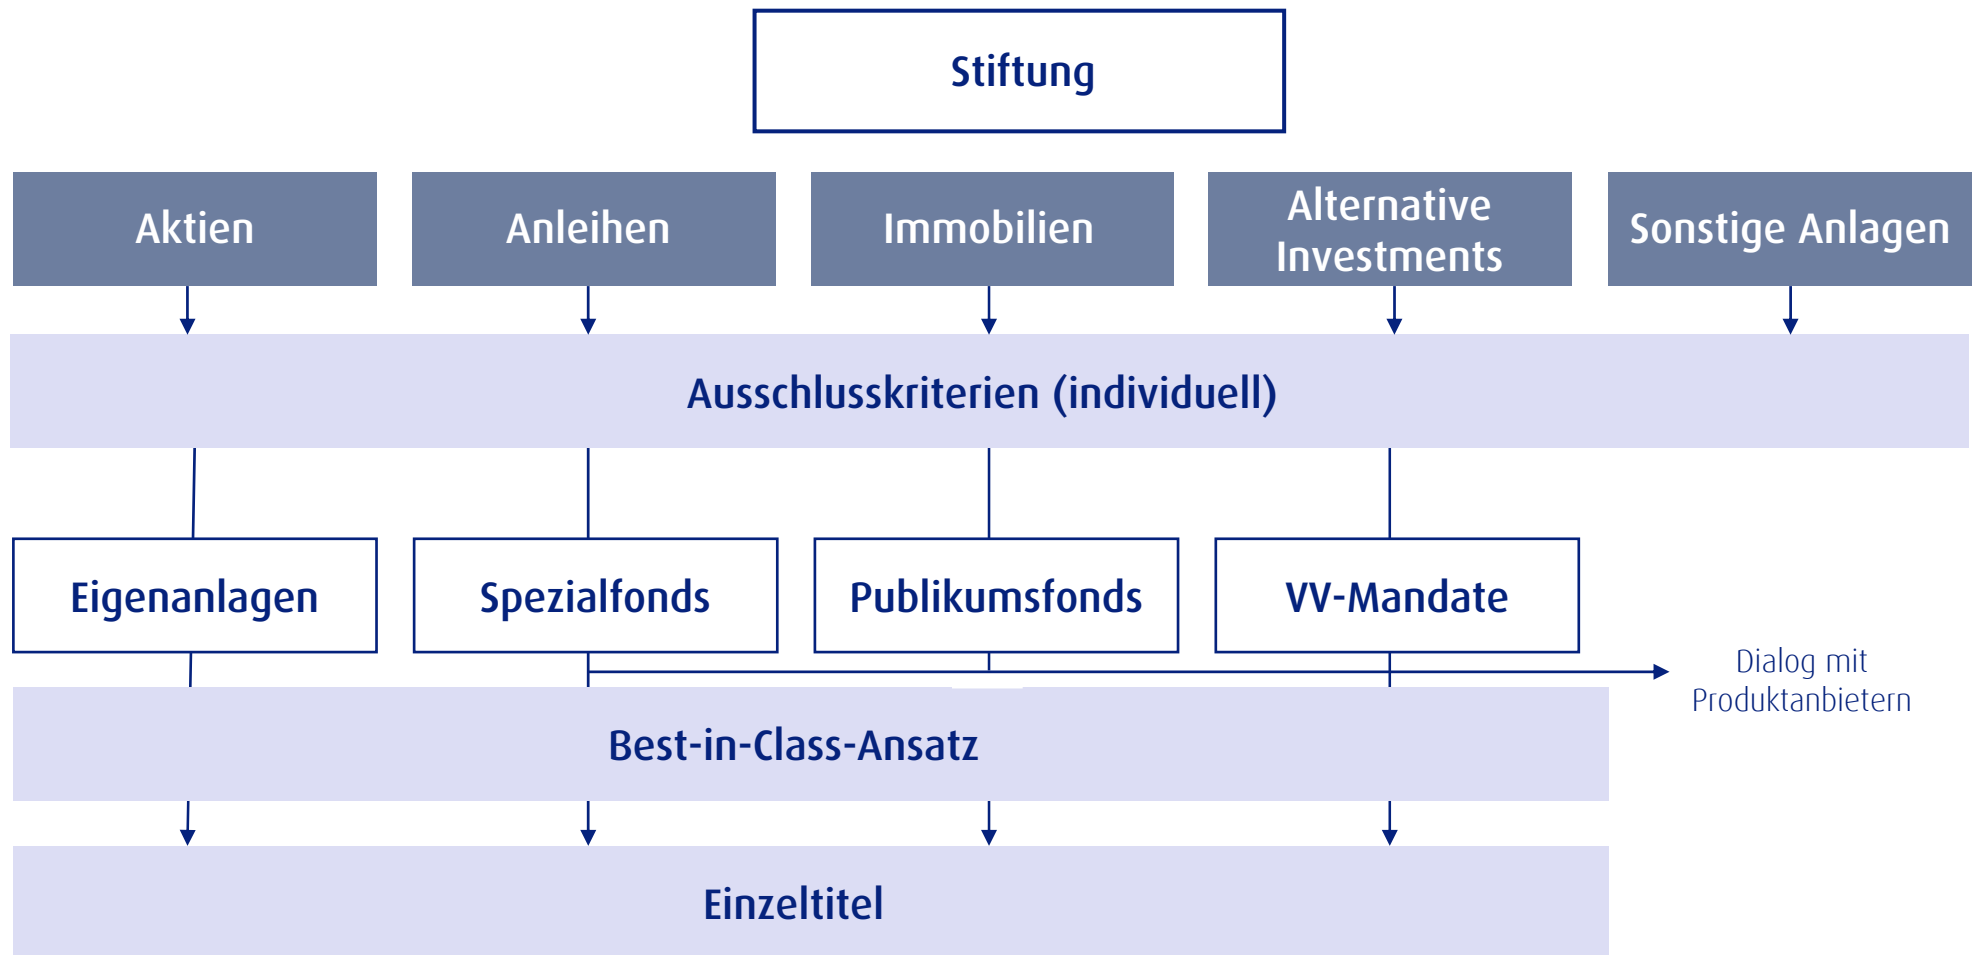 Stiftung
Aktien
Anleihen
Immobilien
Alternative
Investments
Sonstige Anlagen
Ausschlusskriterien (individuell)
Eigenanlagen
Spezialfonds
Publikumsfonds
VV-Mandate
Dialog mit
Produktanbietern
Best-in-Class-Ansatz
Einzeltitel